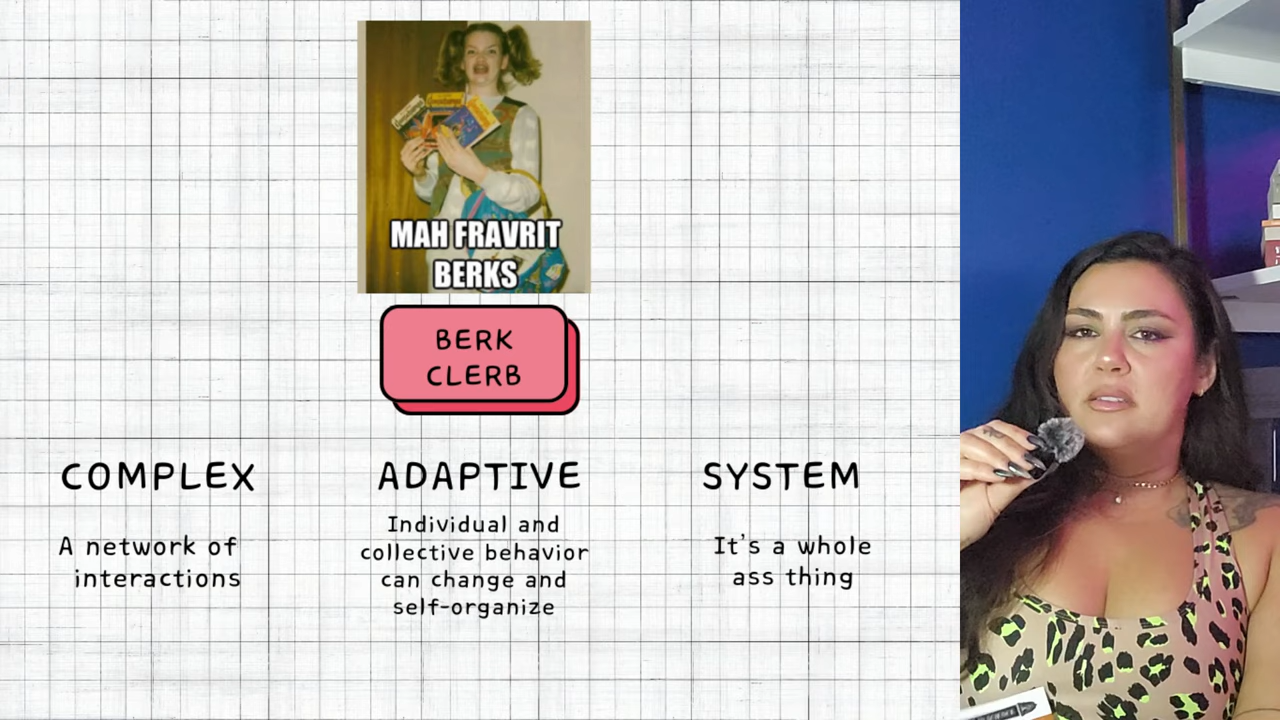 MAH FRAVRIT
BERKS
BERK
CLERB
COMPLEX
ADAPTIVE
SYSTEM
A network of
interactions
Individual and
collective behavior
can change and
self-organize
It's a whole
ass thing